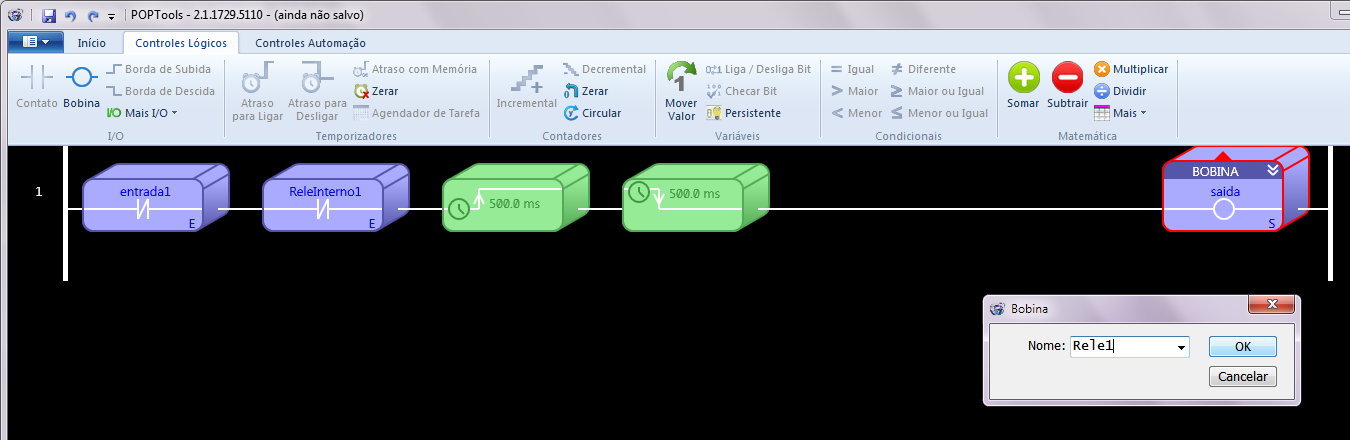 POPTools - 2.1.1729.5110 - (ainda não salvo)
Início Controles Lógicos Controles Automação
Contato
Bobina
Borda de Subida
Borda de Descida
I/O Mais I/O
I/O
Atraso para Ligar
Atraso para Desligar
Atraso com Memória
Zerar
Agendador de Tarefa
Temporizadores
Incremental
Decremental
Zerar
Circular
Contadores
1
Mover Valor
Liga / Desliga Bit
Checar Bit
Persistente
Variáveis
= Igual
> Maior
< Menor
≠ Diferente
≥ Maior ou Igual
≤ Menor ou Igual
Condicionais
Somar
Subtrair
Multiplicar
Dividir
Mais
Matemática
1
entrada1
E
ReleInterno1
E
500.0 ms
500.0 ms
BOBINA
saida
S
Bobina
Nome: Rele1
OK
Cancelar